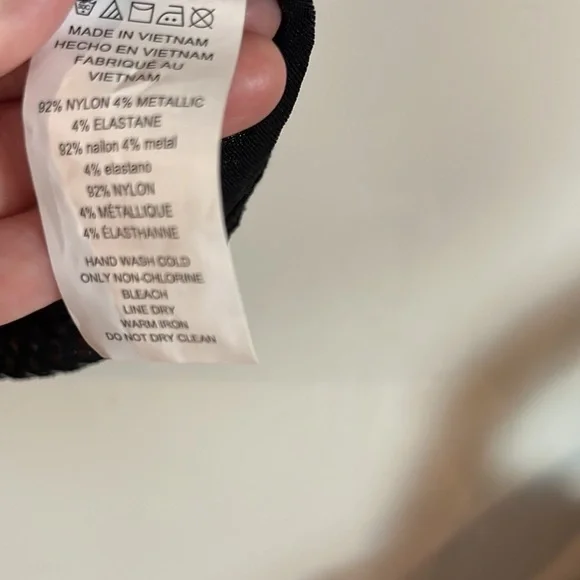 MADE IN VIETNAM
HECHO EN VIETNAM
FABRIQUE AU
VIETNAM
92% NYLON 4% METALLIC
4% ELASTANE
92% nailon 4% metal
4% elastano
92% NYLON
4% MÉTALLIQUE
4% ÉLASTHANNE
HAND WASH COLD
ONLY NON-CHLORINE
BLEACH
LINE DRY
WARM IRON
DO NOT DRY CLEAN